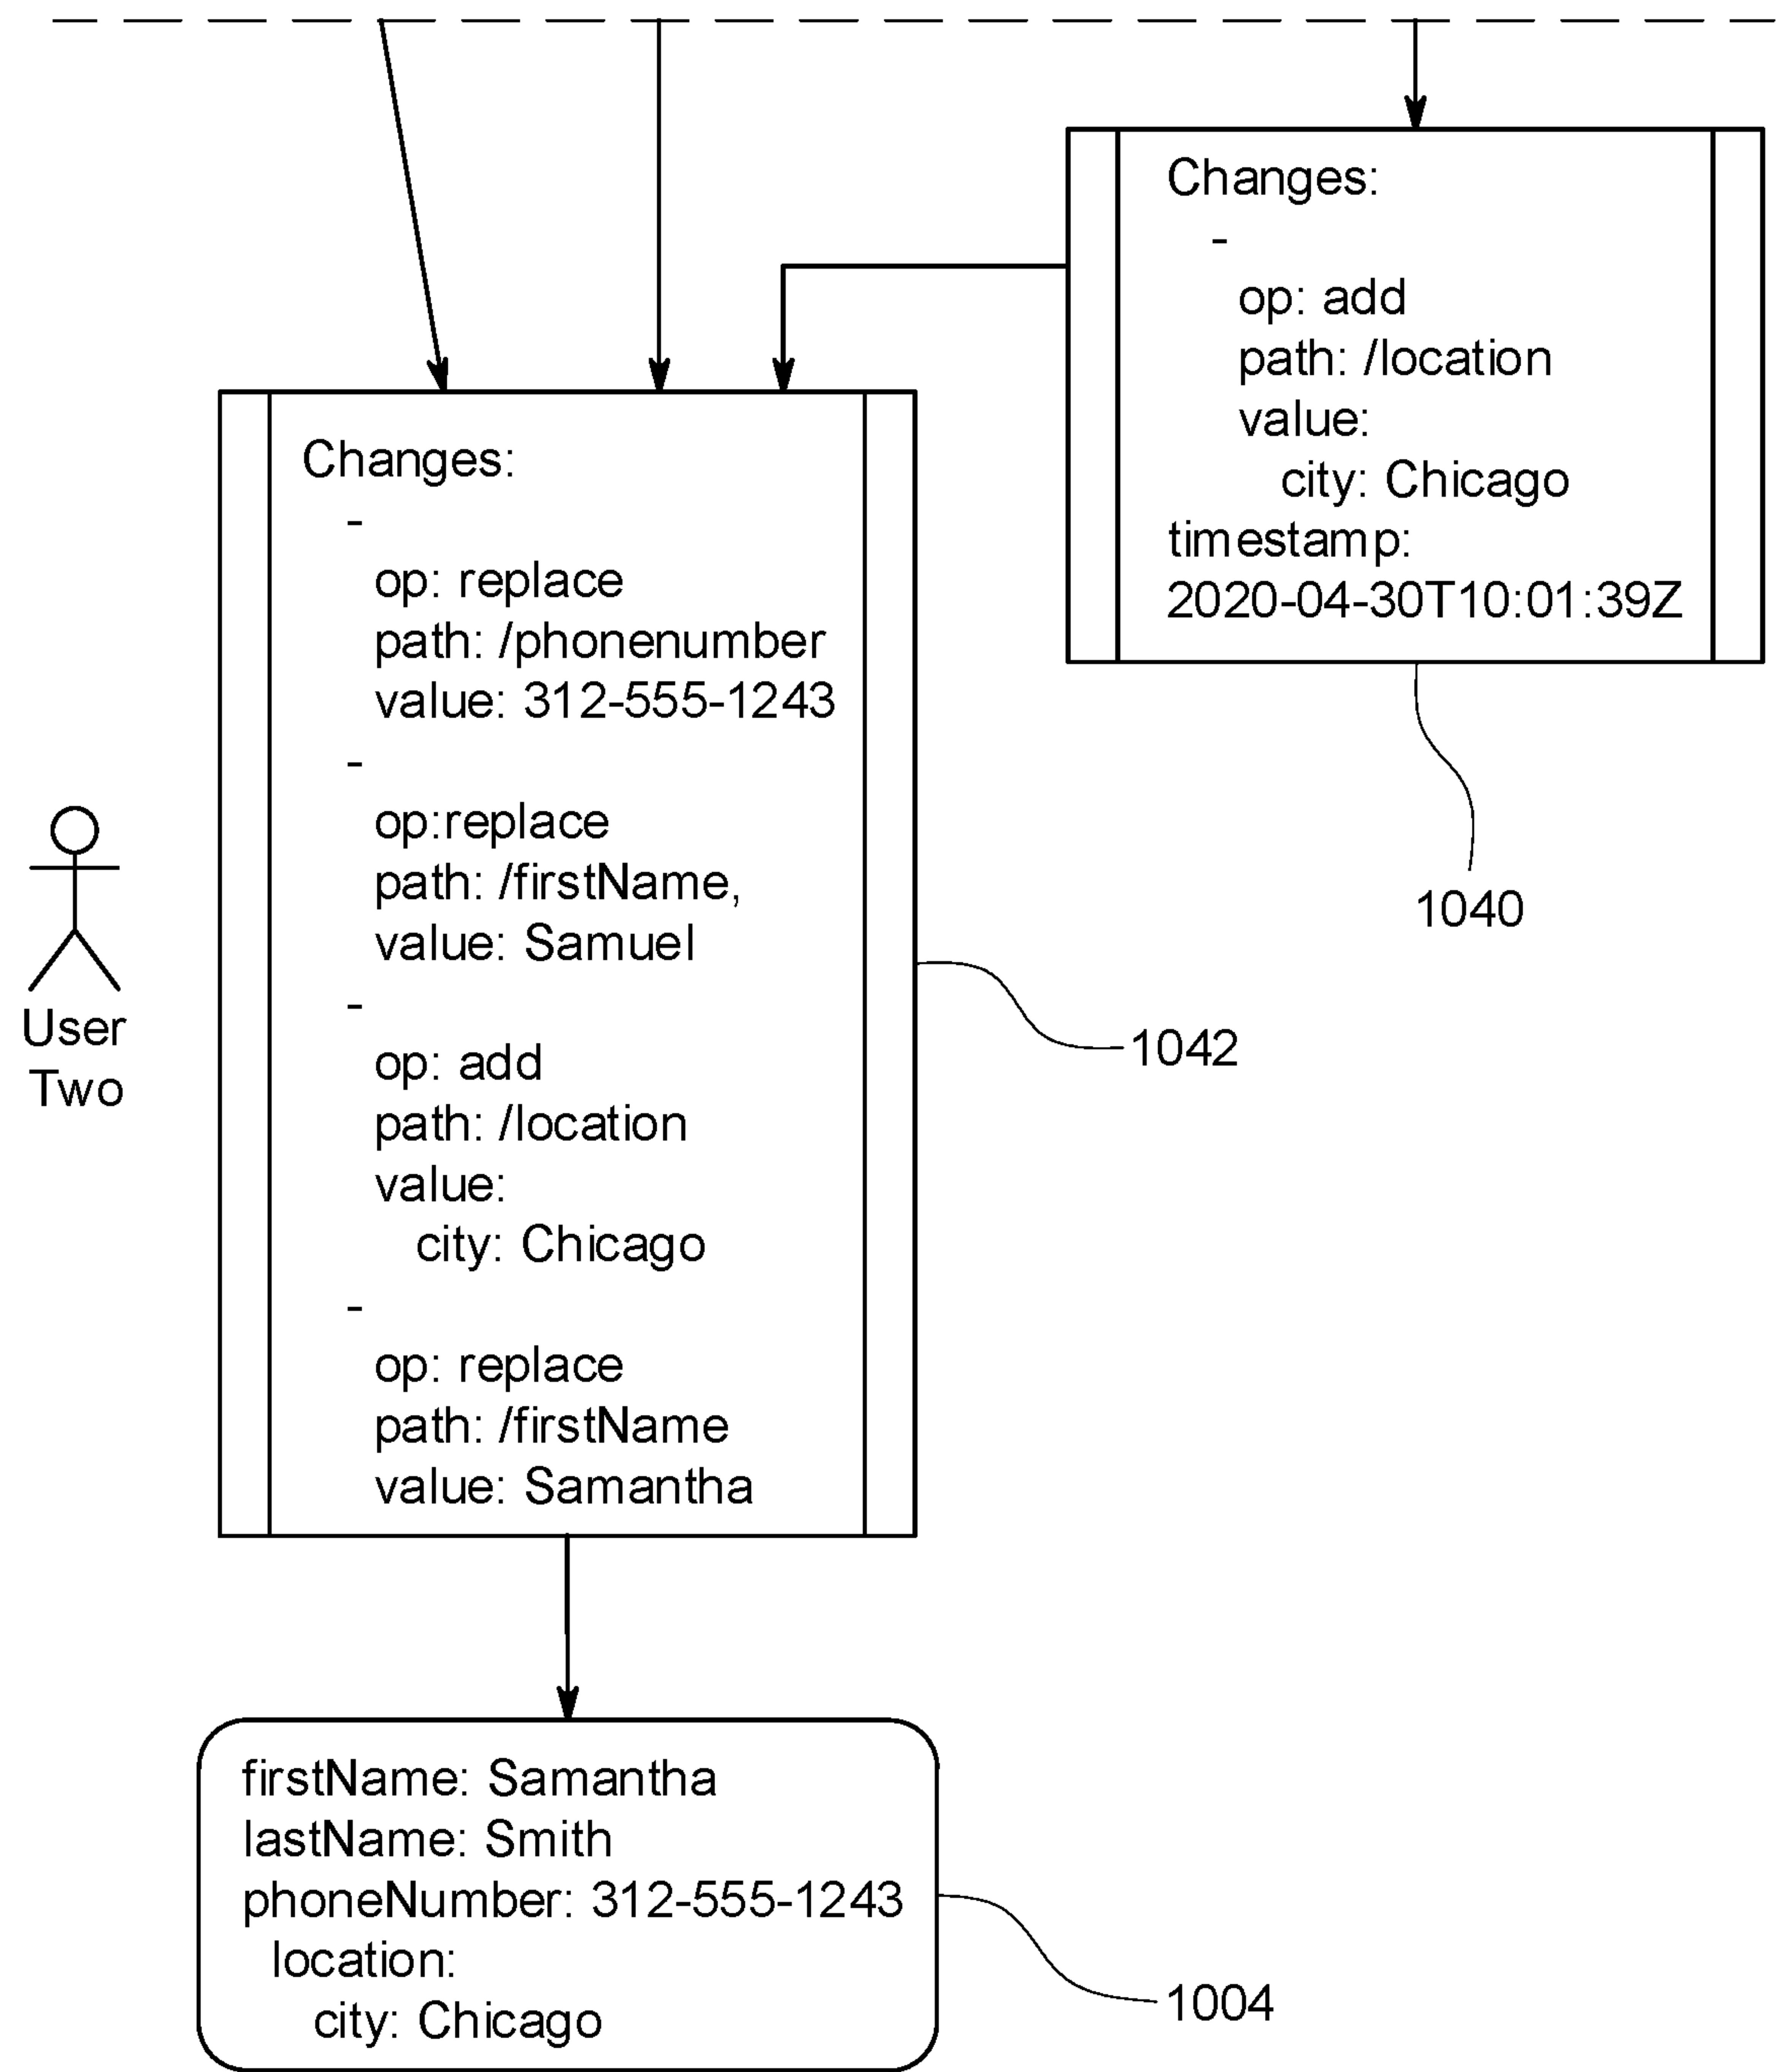 Changes:
-
op: add
path: /location
value:
city: Chicago
timestamp:
2020-04-30T10:01:39Z
1040
Changes:
-
op: replace
path: /phonenumber
value: 312-555-1243
-
op:replace
path: /firstName,
value: Samuel
-
op: add
path: /location
value:
city: Chicago
-
op: replace
path: /firstName
value: Samantha
1042
User
Two
firstName: Samantha
lastName: Smith
phoneNumber: 312-555-1243
location:
city: Chicago
1004